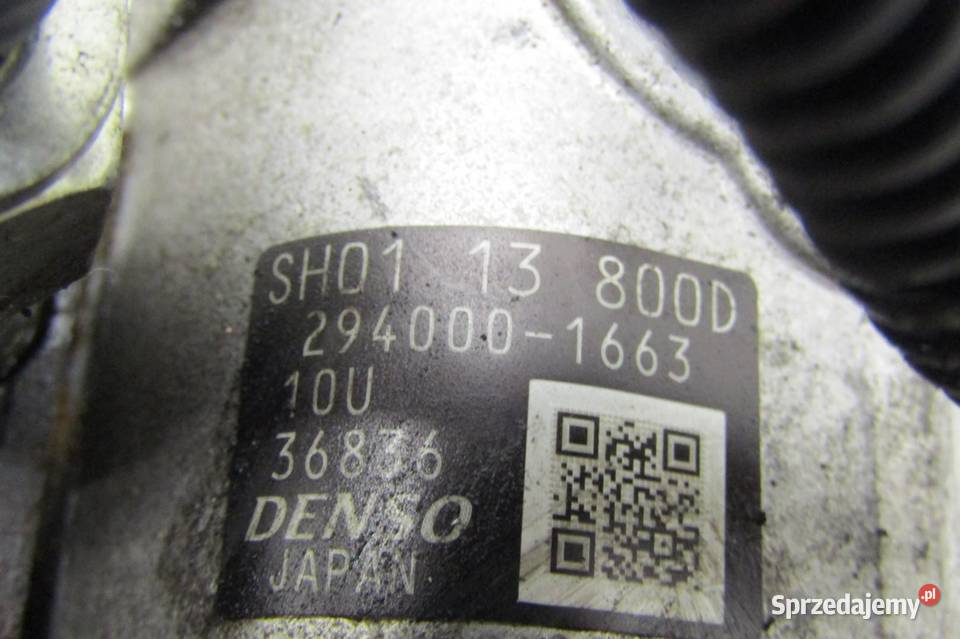 SH01 13 800D
294000-1663
10U
36836
DENSO
JAPAN
Sprzedajemy.pl